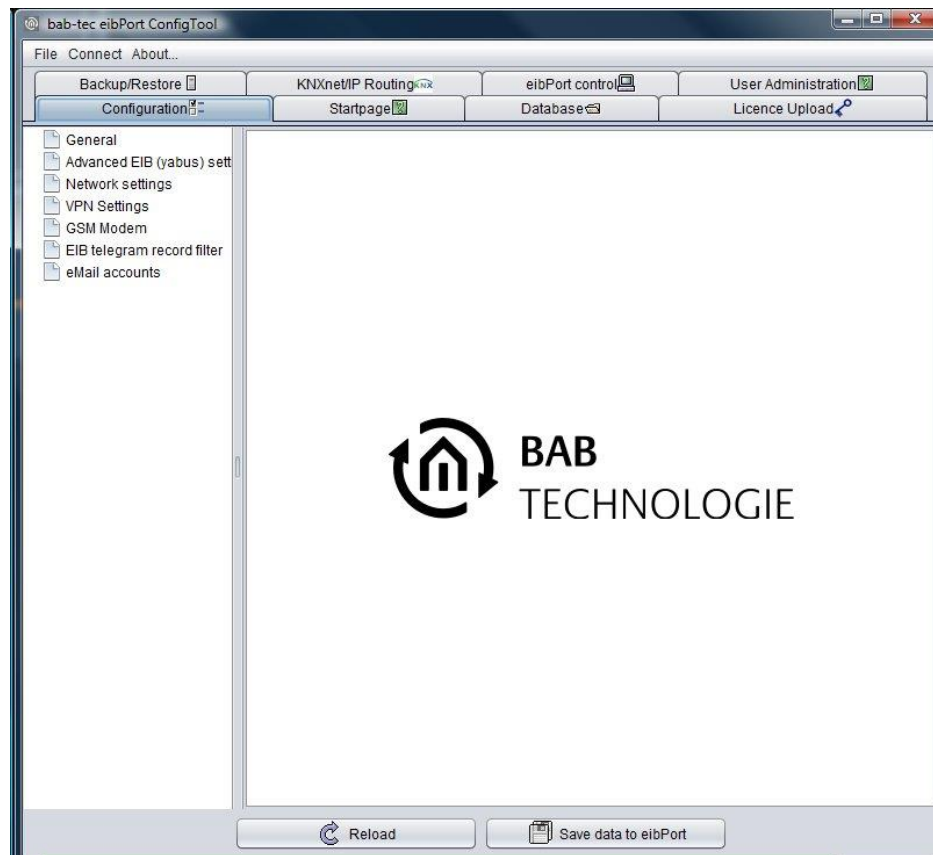 bab-tec eibPort ConfigTool
File Connect About...
Backup/Restore
KNXnet/IP Routing
KNX
eibPort control
User Administration
Configuration
Startpage
Database
Licence Upload
General
Advanced EIB (yabus) sett
Network settings
VPN Settings
GSM Modem
EIB telegram record filter
eMail accounts
BAB
TECHNOLOGIE
Reload
Save data to eibPort